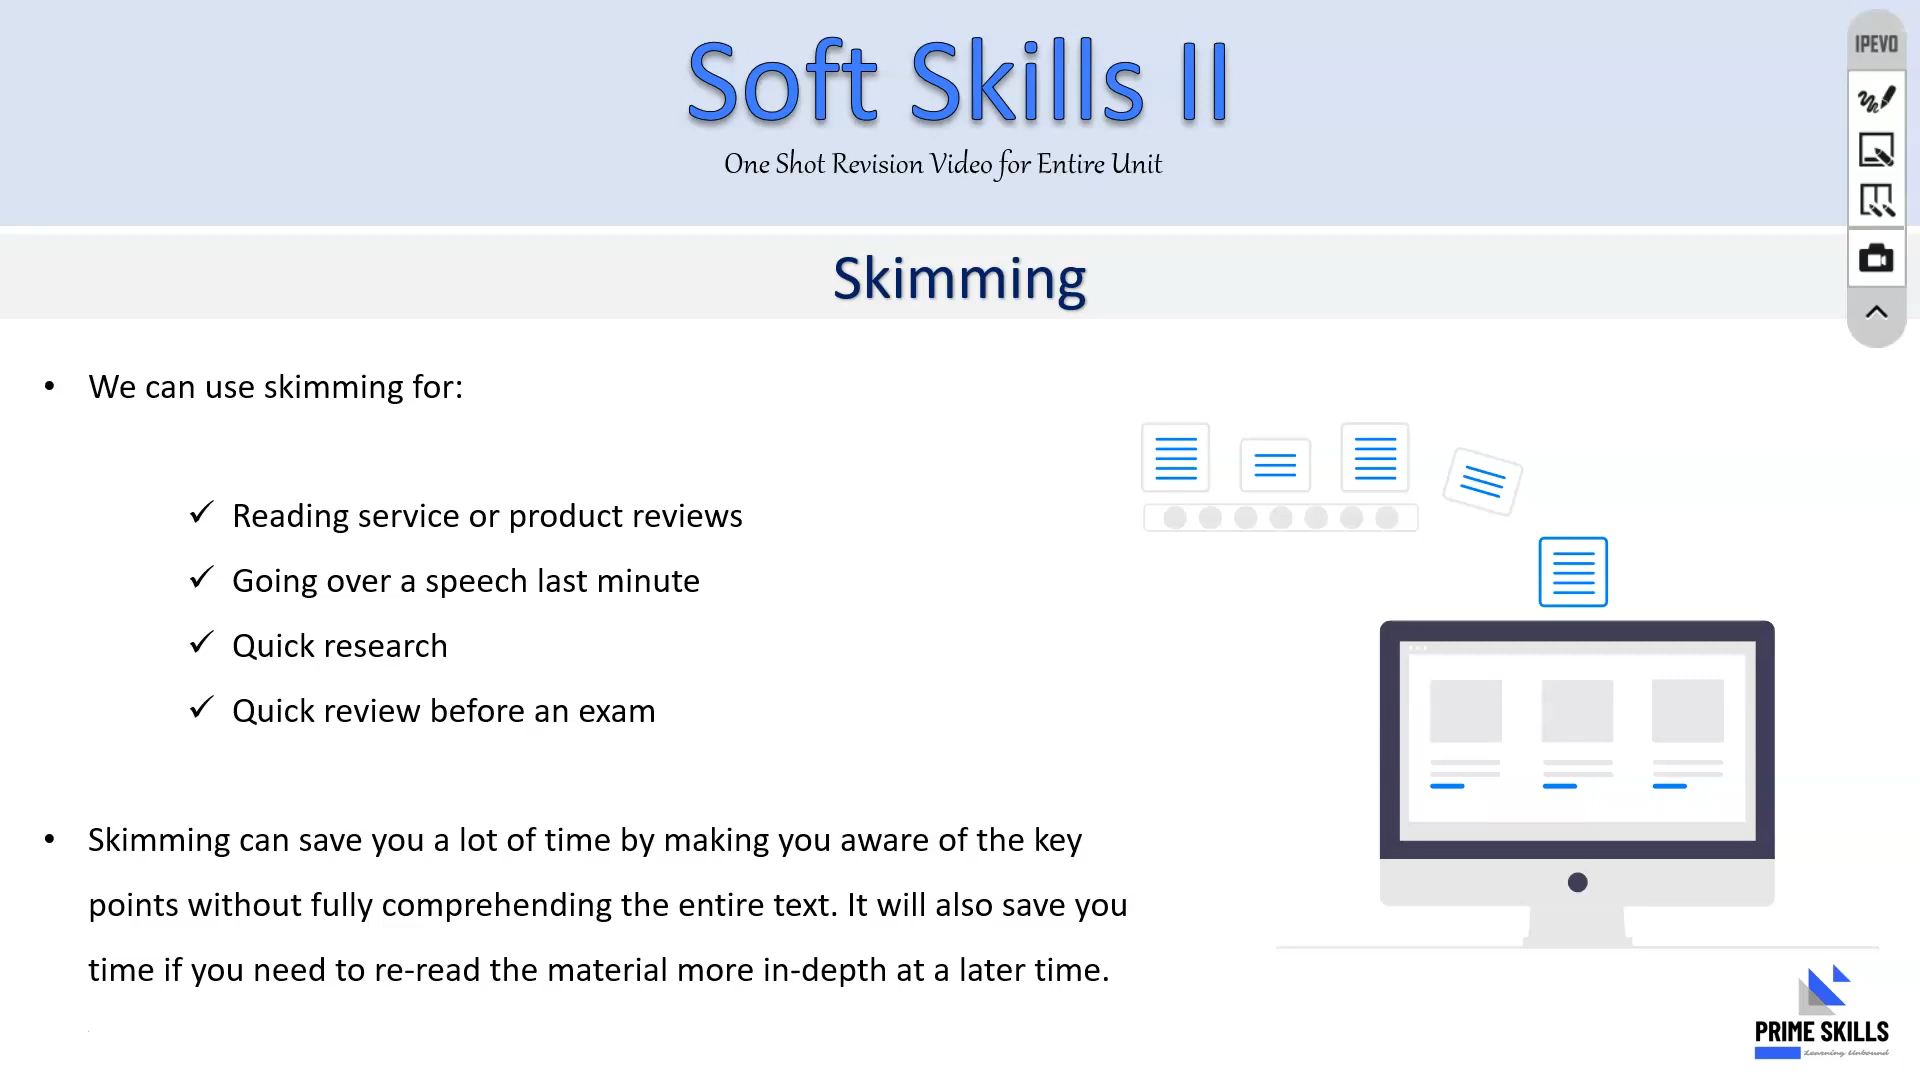 Soft Skills II
One Shot Revision Video for Entire Unit
IPEVO
Skimming
• We can use skimming for:
✓ Reading service or product reviews
✓ Going over a speech last minute
✓ Quick research
✓ Quick review before an exam
• Skimming can save you a lot of time by making you aware of the key
points without fully comprehending the entire text. It will also save you
time if you need to re-read the material more in-depth at a later time.
PRIME SKILLS
Learning Unbound